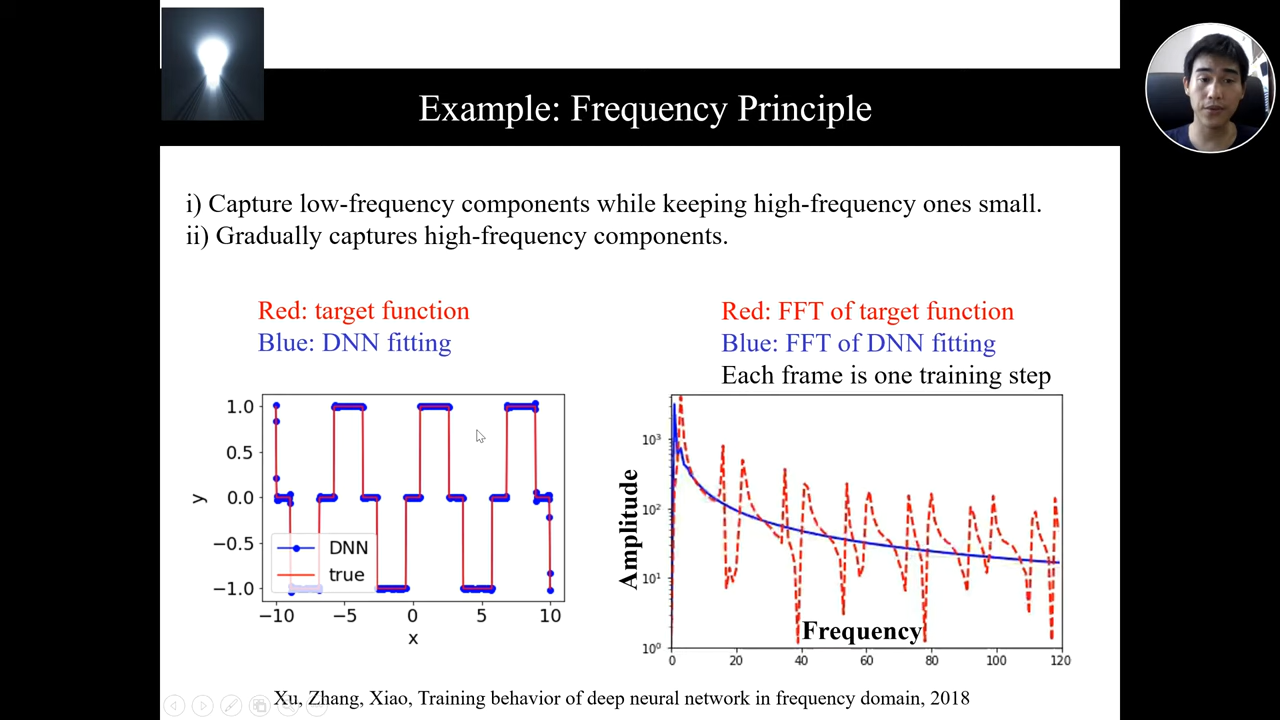 Example: Frequency Principle
i) Capture low-frequency components while keeping high-frequency ones small.
ii) Gradually captures high-frequency components.
Red: target function
Blue: DNN fitting
Red: FFT of target function
Blue: FFT of DNN fitting
Each frame is one training step
1.0
0.5
0.0
−0.5
−1.0
y
DNN
true
−10 −5 0 5 10
x
10³
10²
10¹
10⁰
Amplitude
Frequency
0 20 40 60 80 100 120
Xu, Zhang, Xiao, Training behavior of deep neural network in frequency domain, 2018